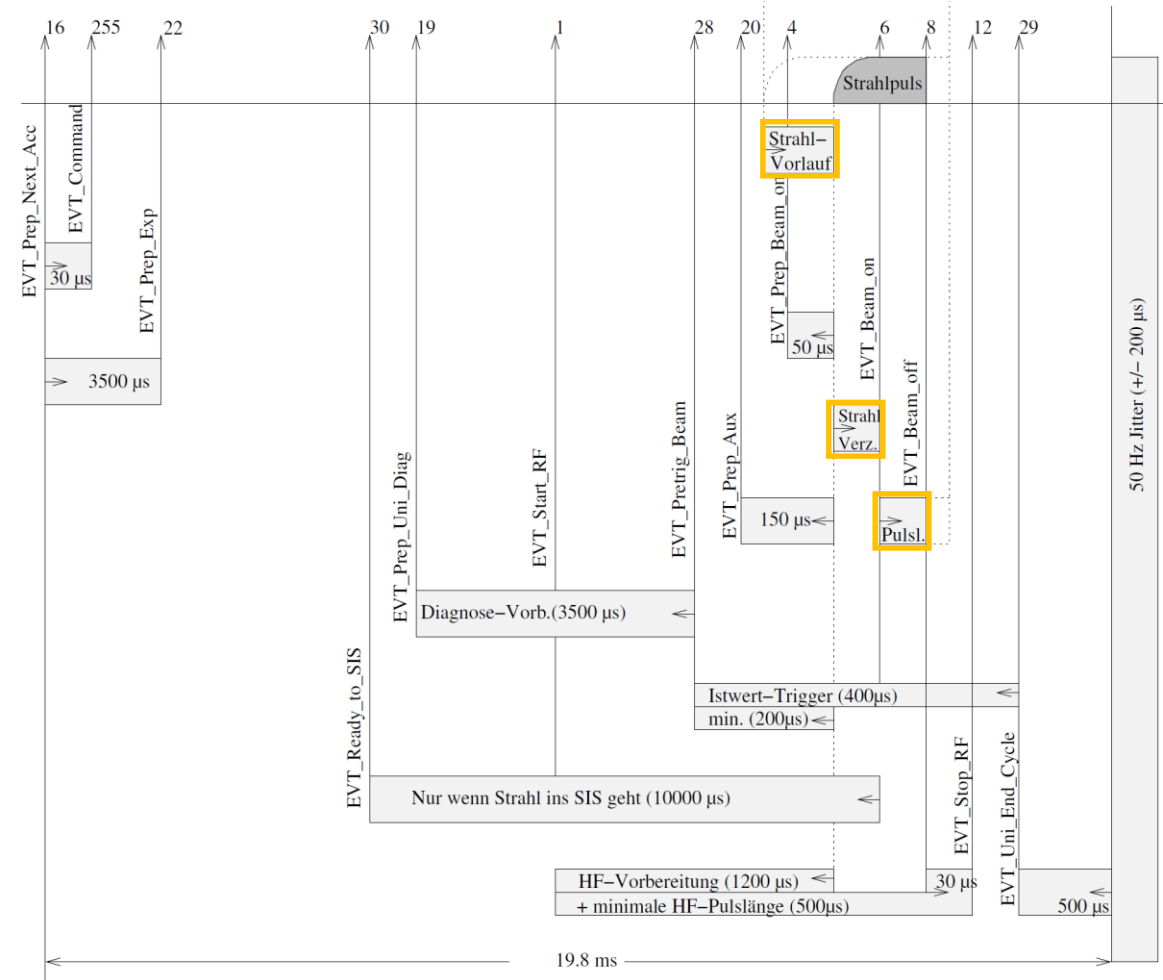 16
255
22
30
19
1
28
20
4
6
8
12
29
Strahlpuls
Strahl–
Vorlauf
EVT_Prep_Next_Acc
EVT_Command
EVT_Prep_Exp
30 µs
3500 µs
EVT_Prep_Beam_on
50 µs
EVT_Beam_on
Strahl
Verz.
EVT_Beam_off
Pulsl.
EVT_Prep_Aux
150 µs
EVT_Pretrig_Beam
EVT_Start_RF
EVT_Prep_Uni_Diag
Diagnose–Vorb.(3500 µs)
Istwert–Trigger (400µs)
min. (200µs)
EVT_Ready_to_SIS
Nur wenn Strahl ins SIS geht (10000 µs)
EVT_Stop_RF
EVT_Uni_End_Cycle
HF–Vorbereitung (1200 µs)
+ minimale HF–Pulslänge (500µs)
30 µs
500 µs
50 Hz Jitter (+/– 200 µs)
19.8 ms